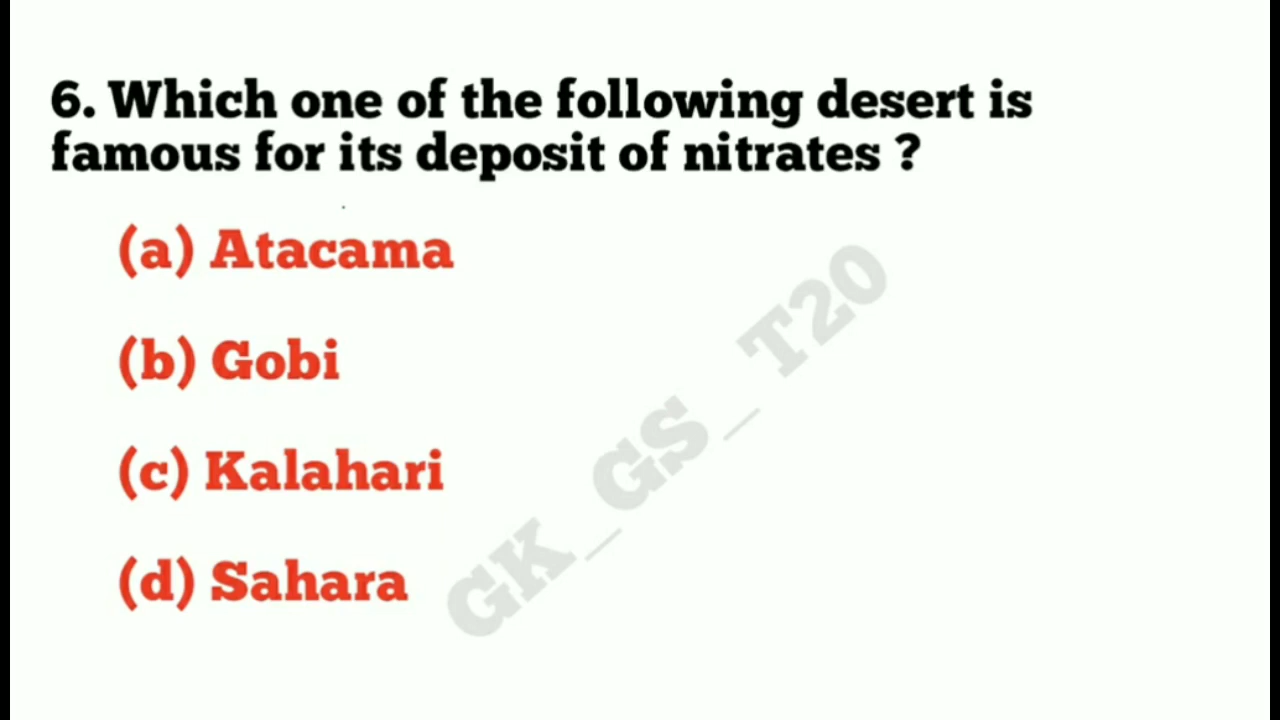 6. Which one of the following desert is
famous for its deposit of nitrates ?
(a) Atacama
(b) Gobi
(c) Kalahari
(d) Sahara
GK_GS_T20